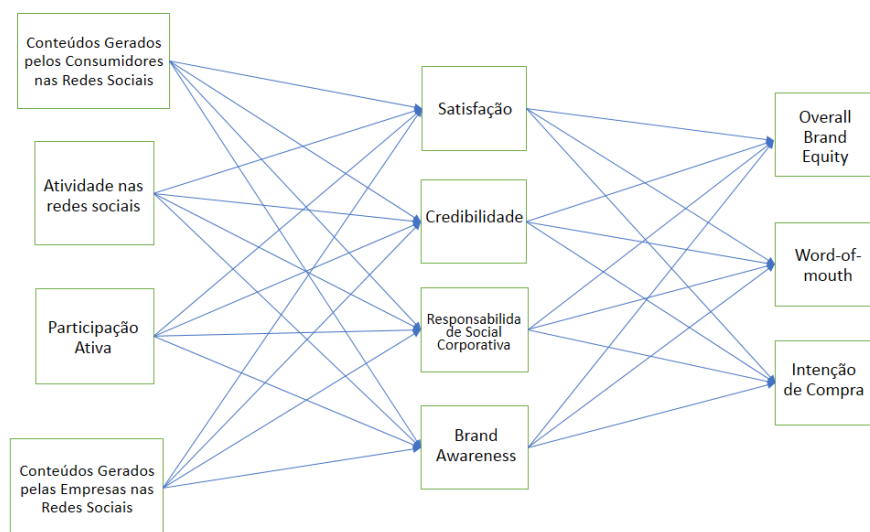 Conteúdos Gerados
pelos Consumidores
nas Redes Sociais
Atividade nas
redes sociais
Participação
Ativa
Conteúdos Gerados
pelas Empresas nas
Redes Sociais
Satisfação
Credibilidade
Responsabilida
de Social
Corporativa
Brand
Awareness
Overall
Brand
Equity
Word-of-
mouth
Intenção
de Compra